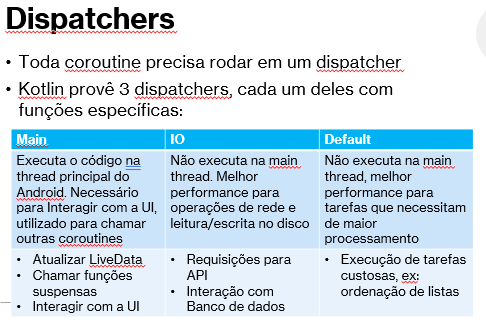 Dispatchers
• Toda coroutine precisa rodar em um dispatcher
• Kotlin provê 3 dispatchers, cada um deles com
funções específicas:
Main
Executa o código na
thread principal do
Android. Necessário
para Interagir com a UI,
utilizado para chamar
outras coroutines
• Atualizar LiveData
• Chamar funções
suspensas
• Interagir com a UI
IO
Não executa na main
thread. Melhor
performance para
operações de rede e
leitura/escrita no disco
• Requisições para
API
• Interação com
Banco de dados
Default
Não executa na main
thread, melhor
performance para
tarefas que necessitam
de maior
processamento
• Execução de tarefas
custosas, ex:
ordenação de listas